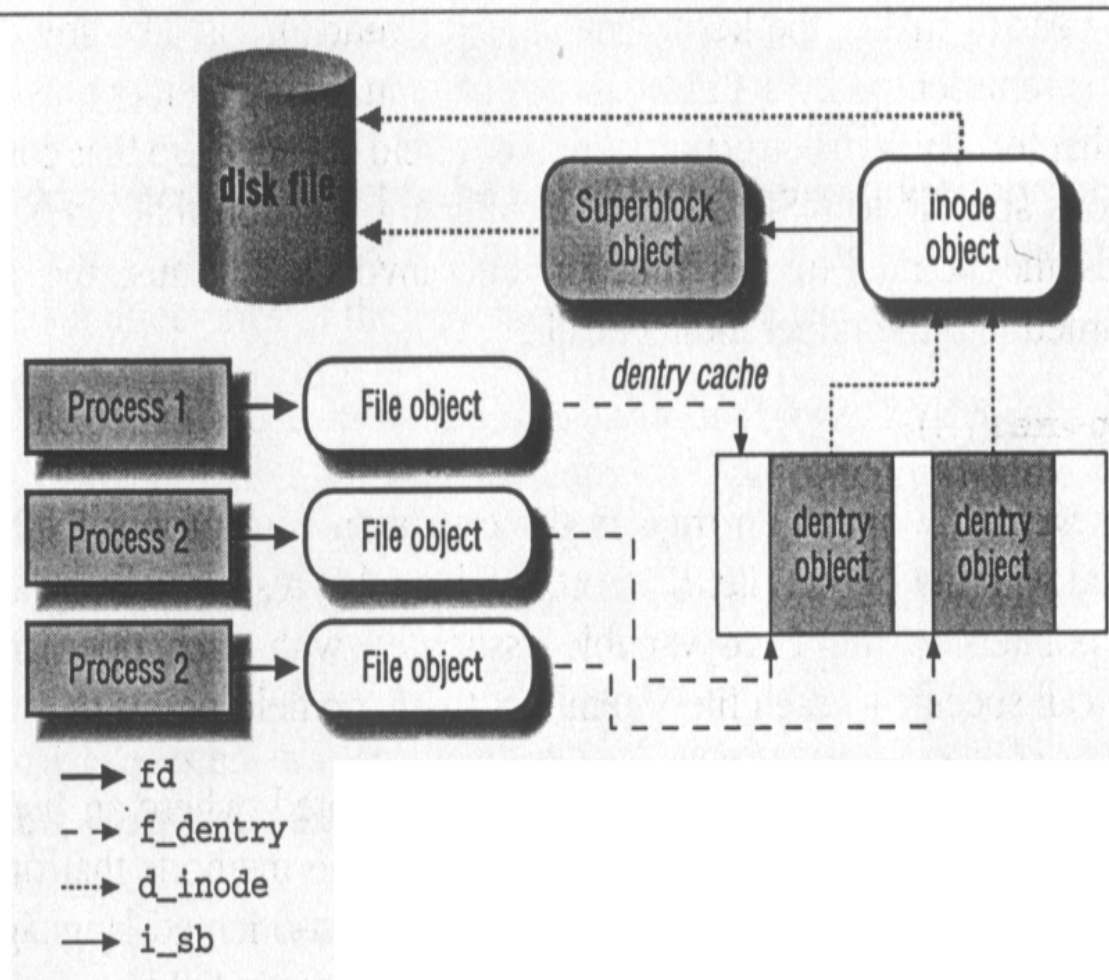 disk file
Superblock
object
inode
object
dentry cache
Process 1
File object
Process 2
File object
Process 2
File object
dentry
object
dentry
object
fd
f_dentry
d_inode
i_sb